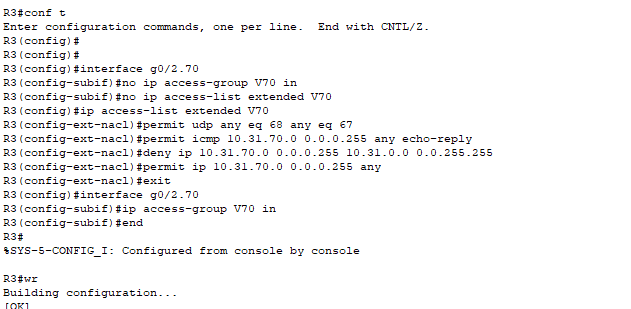 R3#conf t
Enter configuration commands, one per line.  End with CNTL/Z.
R3(config)#
R3(config)#
R3(config)#interface g0/2.70
R3(config-subif)#no ip access-group V70 in
R3(config-subif)#no ip access-list extended V70
R3(config)#ip access-list extended V70
R3(config-ext-nacl)#permit udp any eq 68 any eq 67
R3(config-ext-nacl)#permit icmp 10.31.70.0 0.0.0.255 any echo-reply
R3(config-ext-nacl)#deny ip 10.31.70.0 0.0.0.255 10.31.0.0 0.0.255.255
R3(config-ext-nacl)#permit ip 10.31.70.0 0.0.0.255 any
R3(config-ext-nacl)#exit
R3(config)#interface g0/2.70
R3(config-subif)#ip access-group V70 in
R3(config-subif)#end
R3#
%SYS-5-CONFIG_I: Configured from console by console

R3#wr
Building configuration...
[OK]